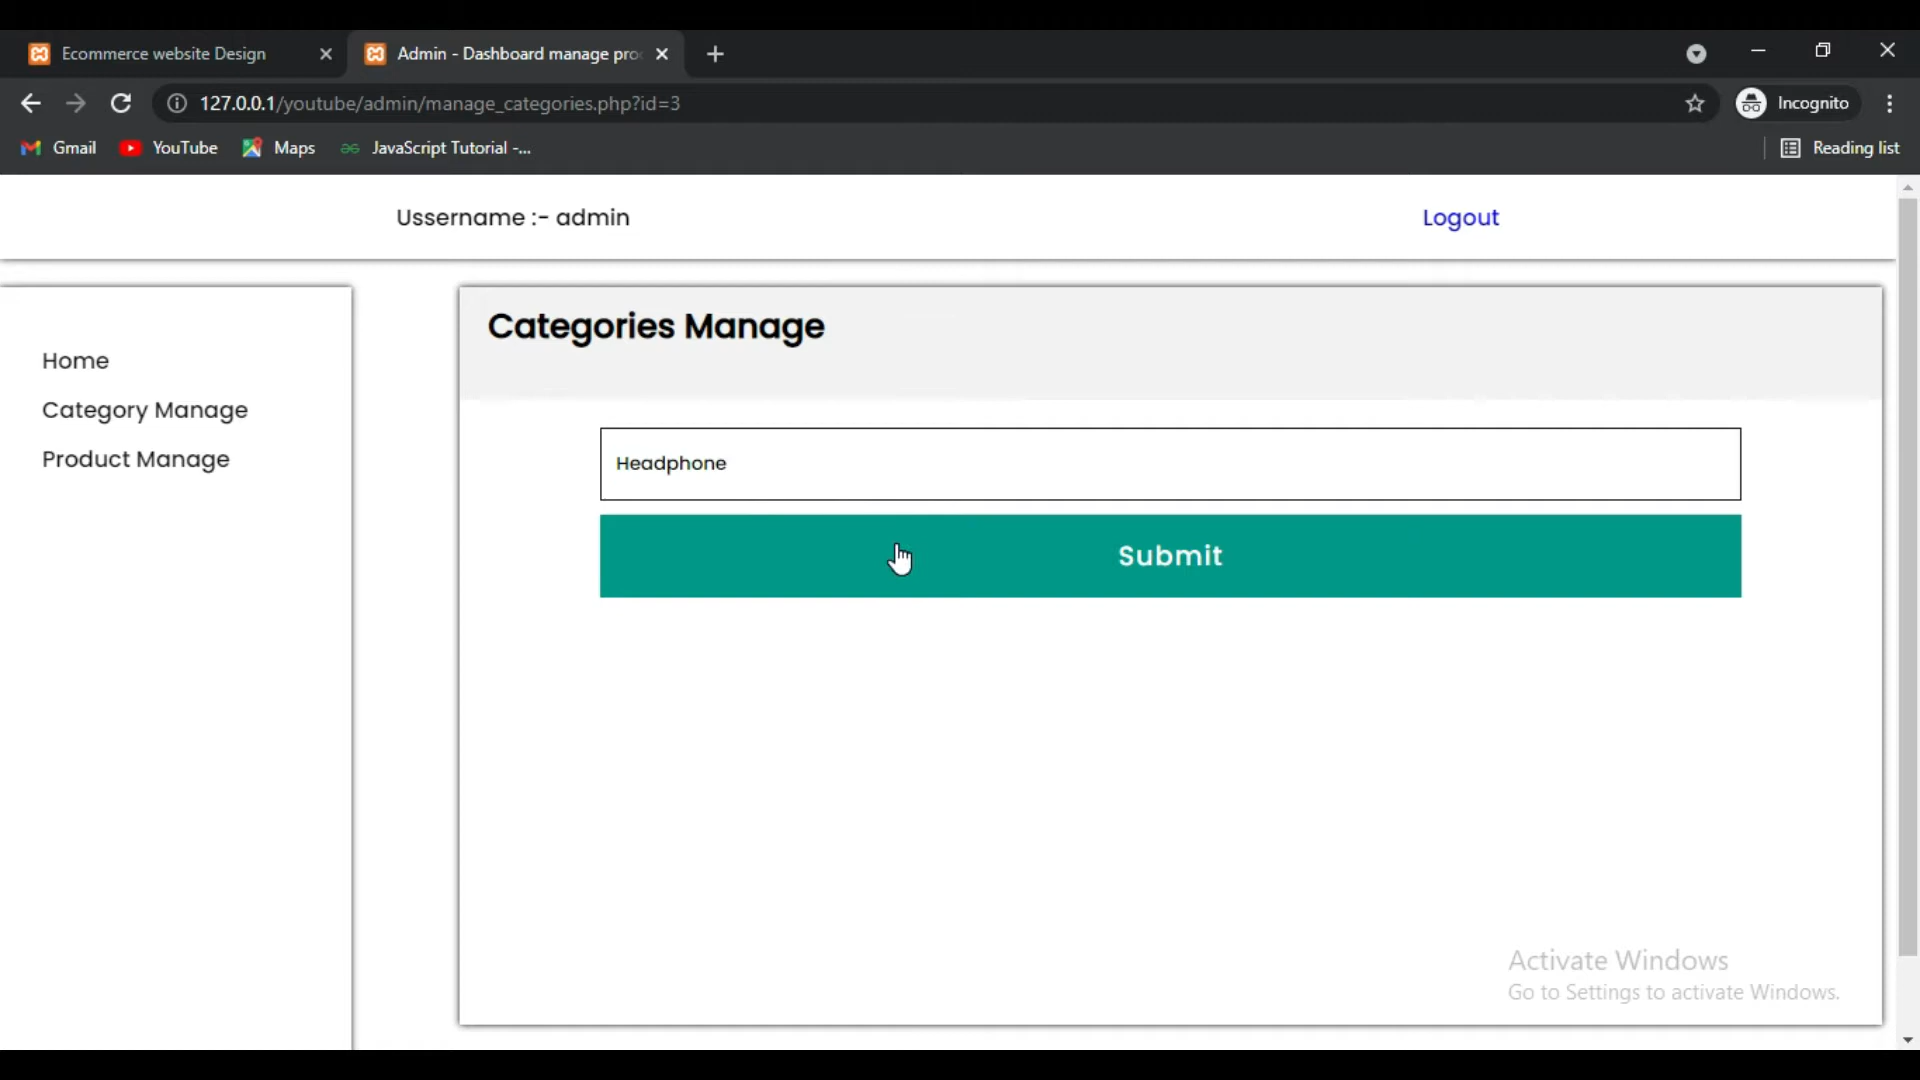 Ecommerce website Design
Admin - Dashboard manage pro
127.0.0.1/youtube/admin/manage_categories.php?id=3
Incognito
Gmail
YouTube
Maps
JavaScript Tutorial -...
Reading list
Ussername :- admin
Logout
Home
Category Manage
Product Manage
Categories Manage
Headphone
Submit
Activate Windows
Go to Settings to activate Windows.